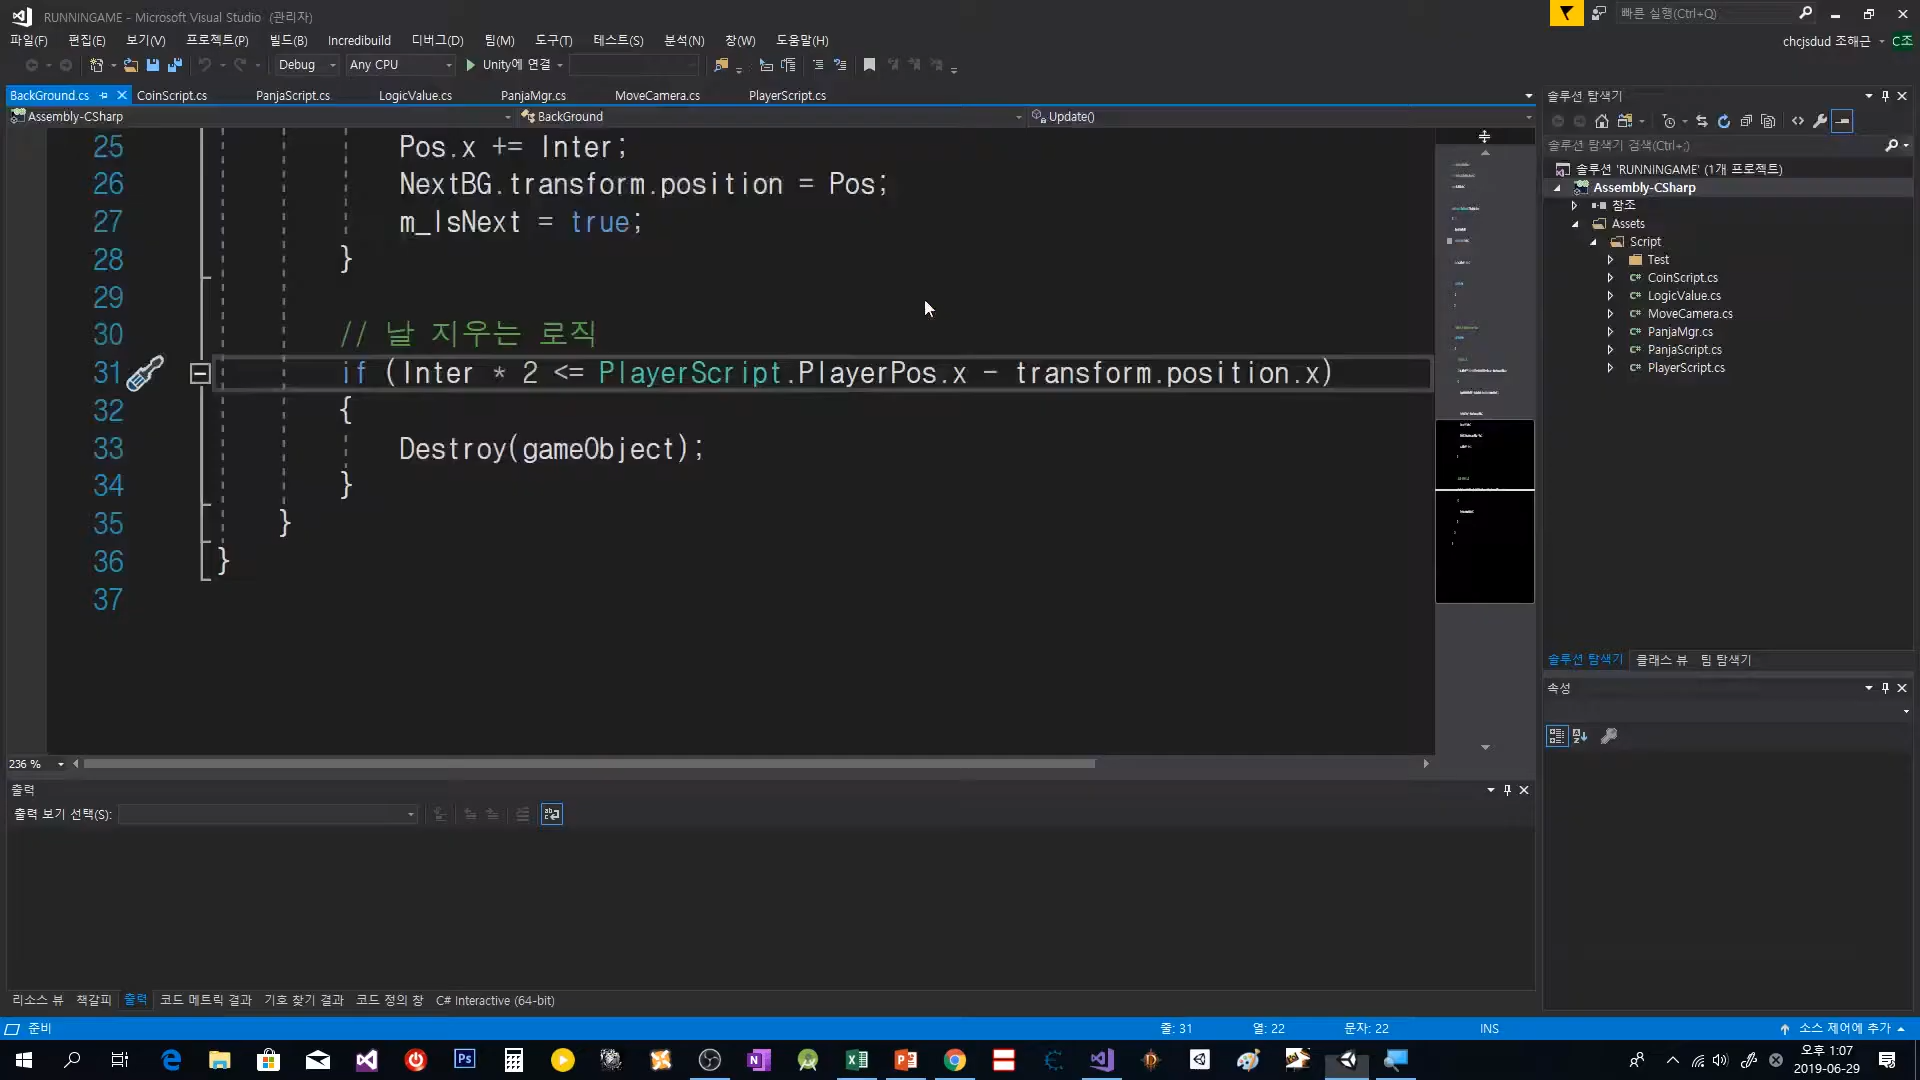 RUNNINGAME - Microsoft Visual Studio (관리자)
빠른 실행(Ctrl+Q)
파일(F) 편집(E) 보기(V) 프로젝트(P) 빌드(B) Incredibuild 디버그(D) 팀(M) 도구(T) 테스트(S) 분석(N) 창(W) 도움말(H)
chcjsdud 조해근 C조
Debug Any CPU Unity에 연결
BackGround.cs CoinScript.cs PanjaScript.cs LogicValue.cs PanjaMgr.cs MoveCamera.cs PlayerScript.cs
Assembly-CSharp BackGround Update()
25 Pos.x += Inter;
26 NextBG.transform.position = Pos;
27 m_IsNext = true;
28 }
29
30 // 날 지우는 로직
31 if (Inter * 2 <= PlayerScript.PlayerPos.x - transform.position.x)
32 {
33 Destroy(gameObject);
34 }
35 }
36 }
37
236 %
솔루션 탐색기
솔루션 탐색기 검색(Ctrl+;)
솔루션 'RUNNINGAME' (1개 프로젝트)
Assembly-CSharp
참조
Assets
Script
Test
CoinScript.cs
LogicValue.cs
MoveCamera.cs
PanjaMgr.cs
PanjaScript.cs
PlayerScript.cs
솔루션 탐색기 클래스 뷰 팀 탐색기
속성
출력
출력 보기 선택(S):
리소스 뷰 책갈피 출력 코드 메트릭 결과 기호 찾기 결과 코드 정의 창 C# Interactive (64-bit)
준비 줄: 31 열: 22 문자: 22 INS 소스 제어에 추가
오후 1:07
2019-06-29